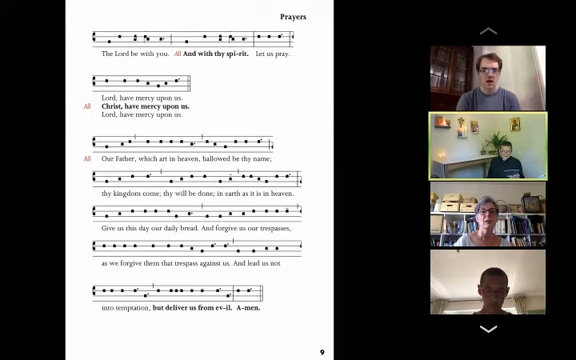 Prayers
The Lord be with you. All And with thy spi-rit. Let us pray.
Lord, have mercy upon us.
All Christ, have mercy upon us.
Lord, have mercy upon us
All Our Father, which art in heaven, hallowed be thy name;
thy kingdom come; thy will be done; in earth as it is in heaven.
Give us this day our daily bread. And forgive us our trespasses,
as we forgive them that trespass against us. And lead us not
into temptation, but deliver us from ev-il. A-men.
9